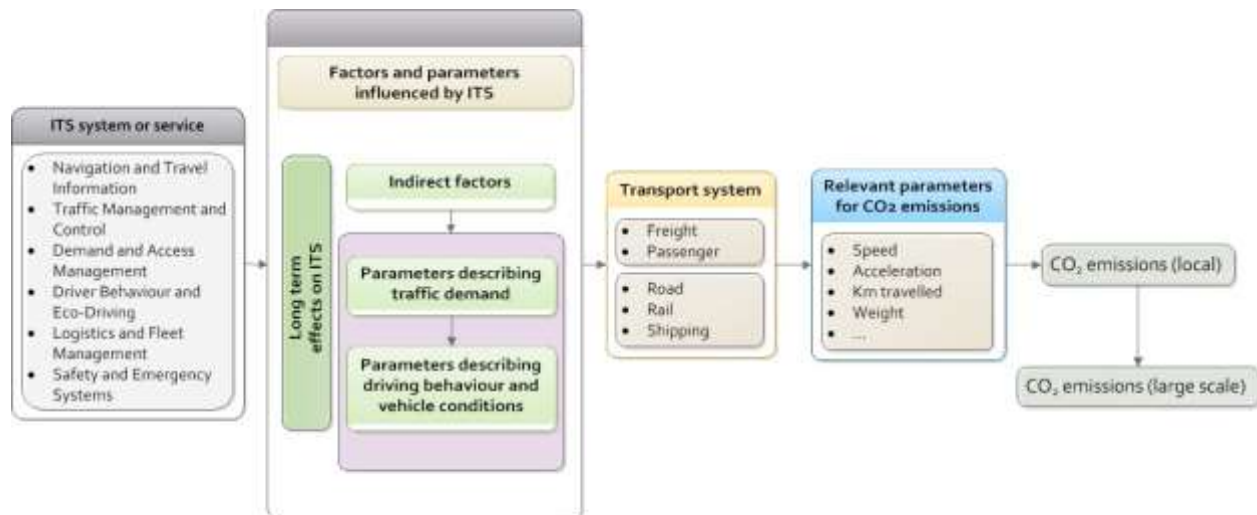 ITS system or service
• Navigation and Travel
Information
• Traffic Management and
Control
• Demand and Access
Management
• Driver Behaviour and
Eco-Driving
• Logistics and Fleet
Management
• Safety and Emergency
Systems
Factors and parameters
influenced by ITS
Long term
effects on ITS
Indirect factors
Parameters describing
traffic demand
Parameters describing
driving behaviour and
vehicle conditions
Transport system
• Freight
• Passenger
• Road
• Rail
• Shipping
Relevant parameters
for CO2 emissions
• Speed
• Acceleration
• Km travelled
• Weight
• ...
CO₂ emissions (local)
CO₂ emissions (large scale)